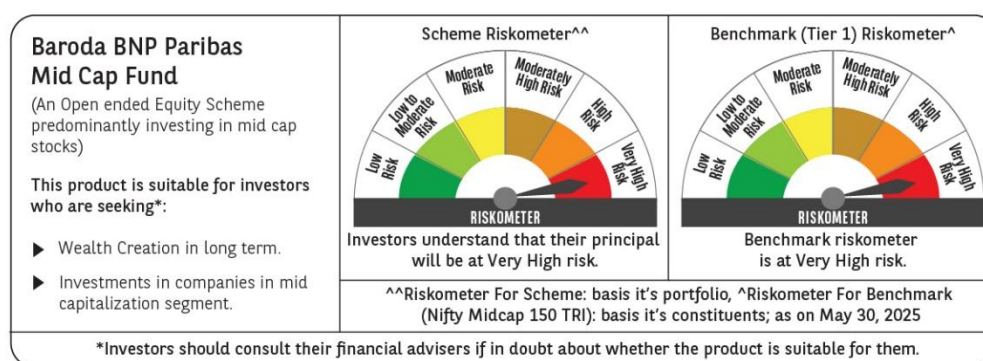 Baroda BNP Paribas
Mid Cap Fund
(An Open ended Equity Scheme
predominantly investing in mid cap
stocks)
This product is suitable for investors
who are seeking*:
Wealth Creation in long term.
Investments in companies in mid
capitalization segment.
Scheme Riskometer^^
Low
Risk
Low to
Moderate
Risk
Moderate
Risk
Moderately
High Risk
High
Risk
Very High
Risk
RISKOMETER
Investors understand that their principal
will be at Very High risk.
Benchmark (Tier 1) Riskometer^
Low
Risk
Low to
Moderate
Risk
Moderate
Risk
Moderately
High Risk
High
Risk
Very High
Risk
RISKOMETER
Benchmark riskometer
is at Very High risk.
^^Riskometer For Scheme: basis it's portfolio, ^Riskometer For Benchmark
(Nifty Midcap 150 TRI): basis it's constituents; as on May 30, 2025
*Investors should consult their financial advisers if in doubt about whether the product is suitable for them.